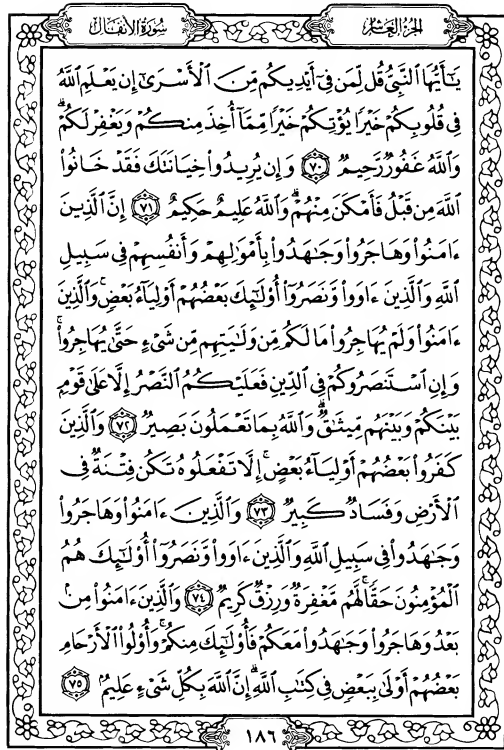 الجزء العاشر
سورة الأنفال
يَٰٓأَيُّهَا ٱلنَّبِيُّ قُل لِّمَن فِىٓ أَيْدِيكُم مِّنَ ٱلْأَسْرَىٰٓ إِن يَعْلَمِ ٱللَّهُ
فِى قُلُوبِكُمْ خَيْرًا يُؤْتِكُمْ خَيْرًا مِّمَّآ أُخِذَ مِنكُمْ وَيَغْفِرْ لَكُمْ ۗ
وَٱللَّهُ غَفُورٌ رَّحِيمٌ ٧٠ وَإِن يُرِيدُوا۟ خِيَانَتَكَ فَقَدْ خَانُوا۟
ٱللَّهَ مِن قَبْلُ فَأَمْكَنَ مِنْهُمْ ۗ وَٱللَّهُ عَلِيمٌ حَكِيمٌ ٧١ إِنَّ ٱلَّذِينَ
ءَامَنُوا۟ وَهَاجَرُوا۟ وَجَٰهَدُوا۟ بِأَمْوَٰلِهِمْ وَأَنفُسِهِمْ فِى سَبِيلِ
ٱللَّهِ وَٱلَّذِينَ ءَاوَوا۟ وَّنَصَرُوٓا۟ أُو۟لَٰٓئِكَ بَعْضُهُمْ أَوْلِيَآءُ بَعْضٍ ۚ وَٱلَّذِينَ
ءَامَنُوا۟ وَلَمْ يُهَاجِرُوا۟ مَا لَكُم مِّن وَلَٰيَتِهِم مِّن شَىْءٍ حَتَّىٰ يُهَاجِرُوا۟ ۚ
وَإِنِ ٱسْتَنصَرُوكُمْ فِى ٱلدِّينِ فَعَلَيْكُمُ ٱلنَّصْرُ إِلَّا عَلَىٰ قَوْمٍۭ
بَيْنَكُمْ وَبَيْنَهُم مِّيثَٰقٌ ۗ وَٱللَّهُ بِمَا تَعْمَلُونَ بَصِيرٌ ٧٢ وَٱلَّذِينَ
كَفَرُوا۟ بَعْضُهُمْ أَوْلِيَآءُ بَعْضٍ ۚ إِلَّا تَفْعَلُوهُ تَكُن فِتْنَةٌ فِى
ٱلْأَرْضِ وَفَسَادٌ كَبِيرٌ ٧٣ وَٱلَّذِينَ ءَامَنُوا۟ وَهَاجَرُوا۟
وَجَٰهَدُوا۟ فِى سَبِيلِ ٱللَّهِ وَٱلَّذِينَ ءَاوَوا۟ وَّنَصَرُوٓا۟ أُو۟لَٰٓئِكَ هُمُ
ٱلْمُؤْمِنُونَ حَقًّا ۚ لَّهُم مَّغْفِرَةٌ وَرِزْقٌ كَرِيمٌ ٧٤ وَٱلَّذِينَ ءَامَنُوا۟ مِنۢ
بَعْدُ وَهَاجَرُوا۟ وَجَٰهَدُوا۟ مَعَكُمْ فَأُو۟لَٰٓئِكَ مِنكُمْ ۚ وَأُو۟لُوا۟ ٱلْأَرْحَامِ
بَعْضُهُمْ أَوْلَىٰ بِبَعْضٍ فِى كِتَٰبِ ٱللَّهِ ۗ إِنَّ ٱللَّهَ بِكُلِّ شَىْءٍ عَلِيمٌۢ ٧٥
١٨٦